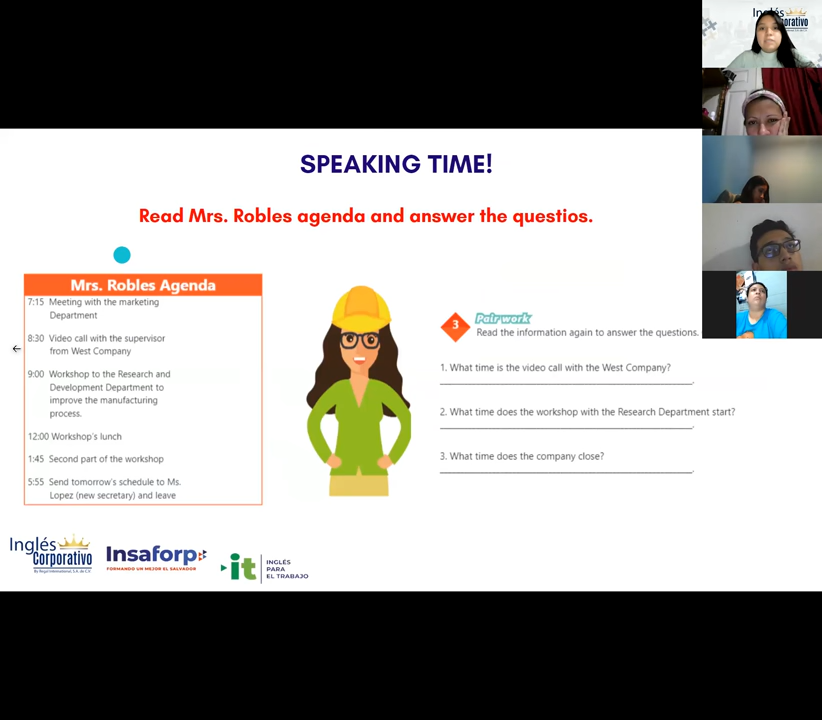 Inglés
orporativo
SPEAKING TIME!
Read Mrs. Robles agenda and answer the questios.
Mrs. Robles Agenda
7:15 Meeting with the marketing
Department
8:30 Video call with the supervisor
from West Company
9:00 Workshop to the Research and
Development Department to
improve the manufacturing
process.
12:00 Workshop's lunch
1:45 Second part of the workshop
5:55 Send tomorrow's schedule to Ms.
Lopez (new secretary) and leave
3
Pair work
Read the information again to answer the questions.
1. What time is the video call with the West Company?
2. What time does the workshop with the Research Department start?
3. What time does the company close?
Inglés
Corporativo
By Regal International, S.A. de C.V.
Insaforp
FORMANDO UN MEJOR EL SALVADOR
it
INGLÉS
PARA
EL TRABAJO